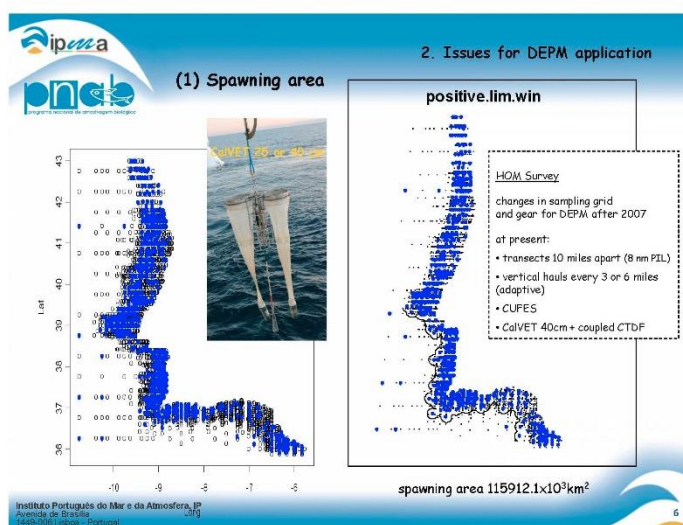 ipma
pnab
programa nacional de amostragem biológica
2. Issues for DEPM application
(1) Spawning area
CalVET 26 or 40 cm
positive.lim.win
43
42
41
40
39
38
37
36
Lat
-10
-9
-8
-7
-6
Long
HOM Survey
changes in sampling grid
and gear for DEPM after 2007
at present:
• transects 10 miles apart (8 nm PIL)
• vertical hauls every 3 or 6 miles
(adaptive)
• CUFES
• CalVET 40cm + coupled CTDF
spawning area 115912.1x10³km²
Instituto Português do Mar e da Atmosfera, IP
Avenida de Brasília
1449-006 Lisboa - Portugal
6